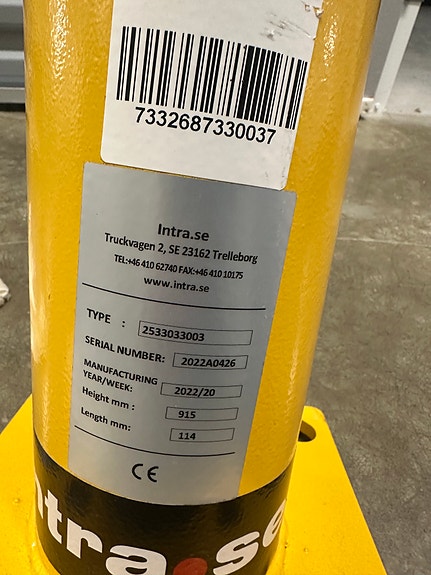 7332687330037
Intra.se
Truckvagen 2, SE 23162 Trelleborg
TEL:+46 410 62740 FAX:+46 410 10175
www.intra.se
TYPE : 2533033003
SERIAL NUMBER: 2022A0426
MANUFACTURING
YEAR/WEEK: 2022/20
Height mm : 915
Length mm: 114
CE
ntra.se